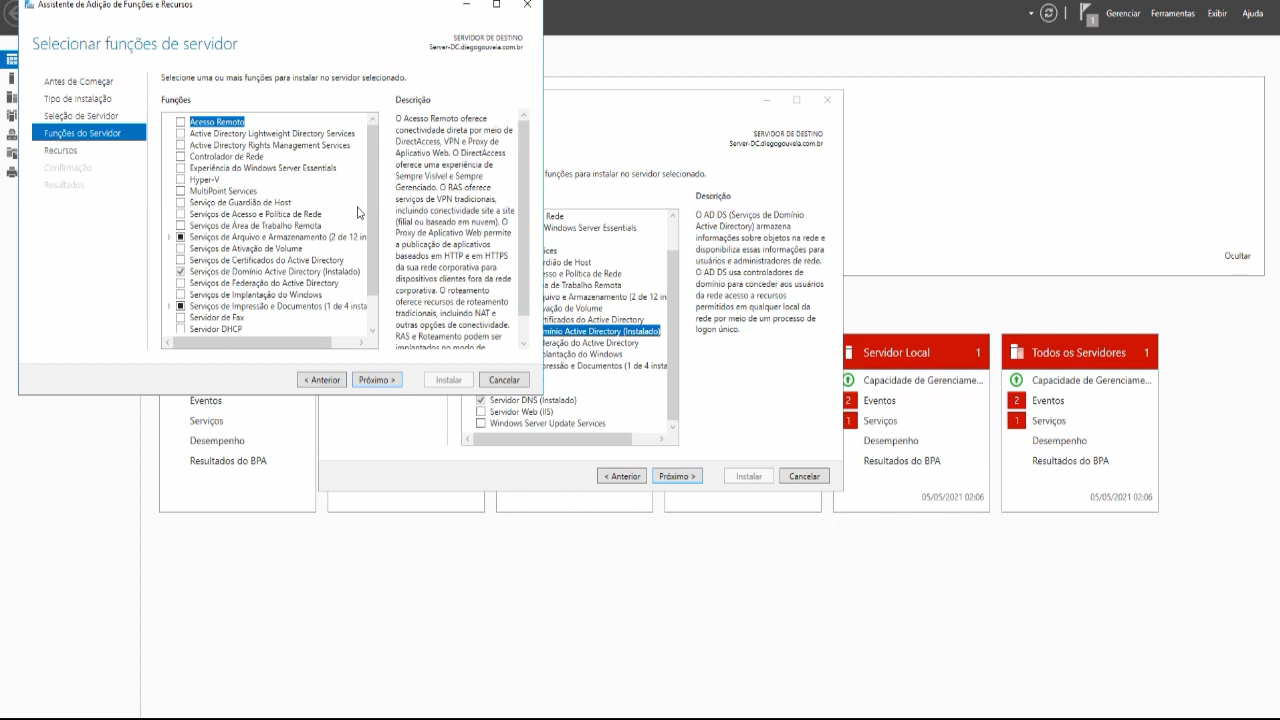 Assistente de Adição de Funções e Recursos
Gerenciar Ferramentas Exibir Ajuda
1
Selecionar funções de servidor
SERVIDOR DE DESTINO
Server-DC.diegogouveia.com.br
Antes de Começar
Tipo de Instalação
Seleção de Servidor
Funções do Servidor
Recursos
Confirmação
Resultados
Selecione uma ou mais funções para instalar no servidor selecionado.
Funções
Acesso Remoto
Active Directory Lightweight Directory Services
Active Directory Rights Management Services
Controlador de Rede
Experiência do Windows Server Essentials
Hyper-V
MultiPoint Services
Serviço de Guardião de Host
Serviços de Acesso e Política de Rede
Serviços de Área de Trabalho Remota
Serviços de Arquivo e Armazenamento (2 de 12 in
Serviços de Ativação de Volume
Serviços de Certificados do Active Directory
Serviços de Domínio Active Directory (Instalado)
Serviços de Federação do Active Directory
Serviços de Implantação do Windows
Serviços de Impressão e Documentos (1 de 4 insta
Servidor de Fax
Servidor DHCP
Descrição
O Acesso Remoto oferece
conectividade direta por meio de
DirectAccess, VPN e Proxy de
Aplicativo Web. O DirectAccess
oferece uma experiência de
Sempre Visível e Sempre
Gerenciado. O RAS oferece
serviços de VPN tradicionais,
incluindo conectividade site a site
(filial ou baseado em nuvem). O
Proxy de Aplicativo Web permite
a publicação de aplicativos
baseados em HTTP e em HTTPS
da sua rede corporativa para
dispositivos clientes fora da rede
corporativa. O roteamento
oferece recursos de roteamento
tradicionais, incluindo NAT e
outras opções de conectividade.
RAS e Roteamento podem ser
implantados no modo de
< Anterior Próximo > Instalar Cancelar
SERVIDOR DE DESTINO
Server-DC.diegogouveia.com.br
funções para instalar no servidor selecionado.
Rede
Windows Server Essentials
ices
rdião de Host
esso e Política de Rede
a de Trabalho Remota
quivo e Armazenamento (2 de 12 in
vação de Volume
tificados do Active Directory
mínio Active Directory (Instalado)
deração do Active Directory
plantação do Windows
pressão e Documentos (1 de 4 insta
Servidor DNS (Instalado)
Servidor Web (IIS)
Windows Server Update Services
Descrição
O AD DS (Serviços de Domínio
Active Directory) armazena
informações sobre objetos na rede e
disponibiliza essas informações para
usuários e administradores de rede.
O AD DS usa controladores de
domínio para conceder aos usuários
da rede acesso a recursos
permitidos em qualquer local da
rede por meio de um processo de
logon único.
< Anterior Próximo > Instalar Cancelar
Ocultar
Eventos
Serviços
Desempenho
Resultados do BPA
Servidor Local 1
Capacidade de Gerenciame...
2 Eventos
1 Serviços
Desempenho
Resultados do BPA
05/05/2021 02:06
Todos os Servidores 1
Capacidade de Gerenciame...
2 Eventos
1 Serviços
Desempenho
Resultados do BPA
05/05/2021 02:06